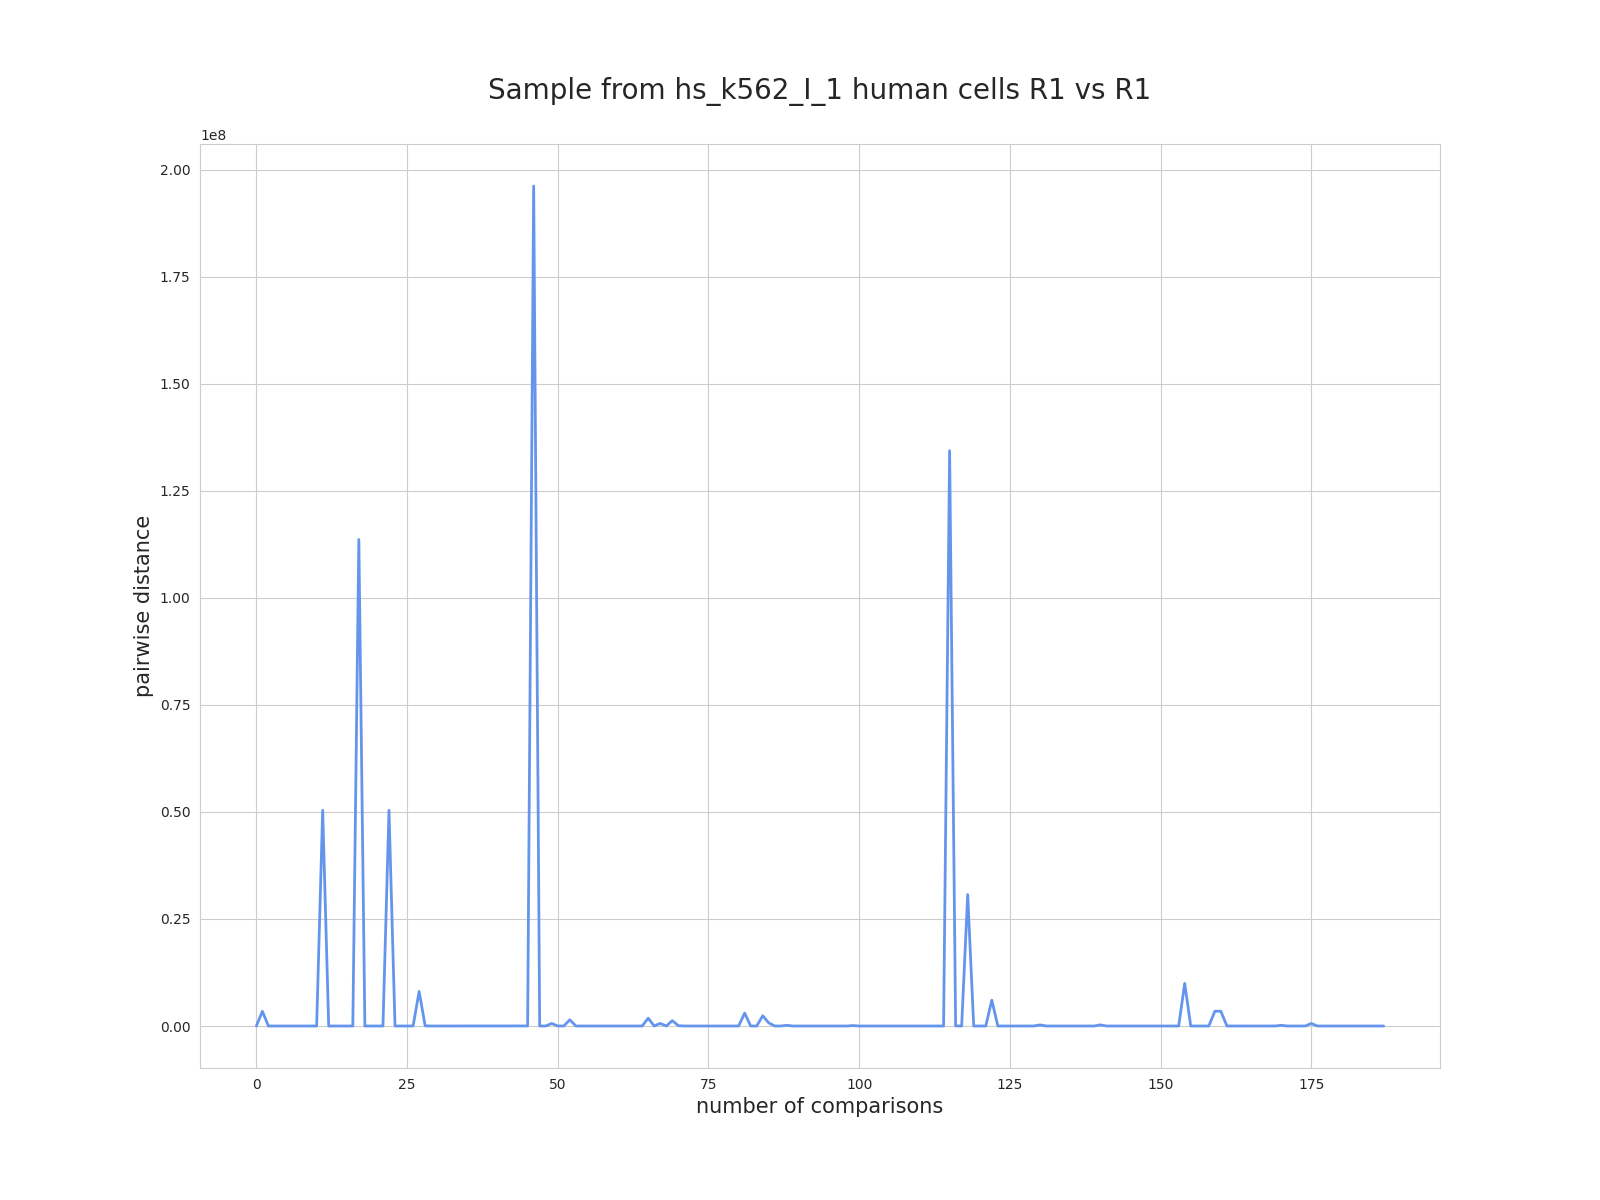 Sample from hs_k562_I_1 human cells R1 vs R1
1e8
2.00
1.75
1.50
1.25
1.00
0.75
0.50
0.25
0.00
pairwise distance
0 25 50 75 100 125 150 175
number of comparisons